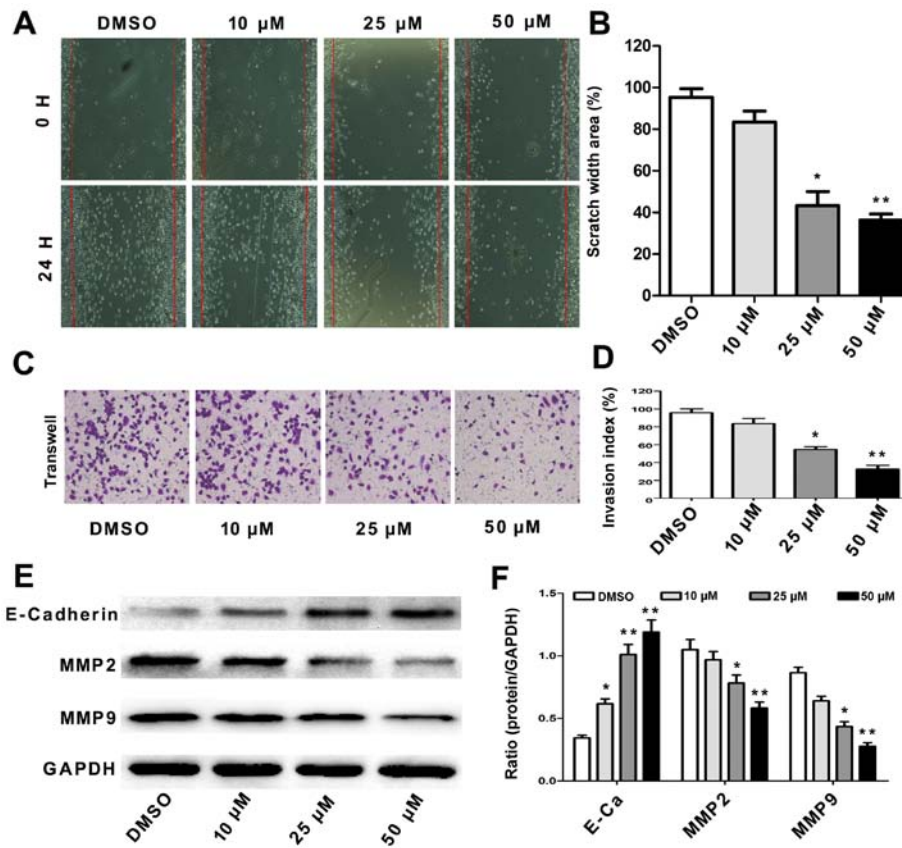 A
DMSO
10 µM
25 µM
50 µM
0 H
24 H
B
Scratch width area (%)
100
80
60
40
20
0
*
**
DMSO
10 µM
25 µM
50 µM
C
Transwell
DMSO
10 µM
25 µM
50 µM
D
Invasion index (%)
100
80
60
40
20
0
*
**
DMSO
10 µM
25 µM
50 µM
E
E-Cadherin
MMP2
MMP9
GAPDH
DMSO
10 µM
25 µM
50 µM
F
DMSO
10 µM
25 µM
50 µM
Ratio (protein/GAPDH)
1.5
1.0
0.5
0.0
*
**
**
*
**
*
**
E-Ca
MMP2
MMP9